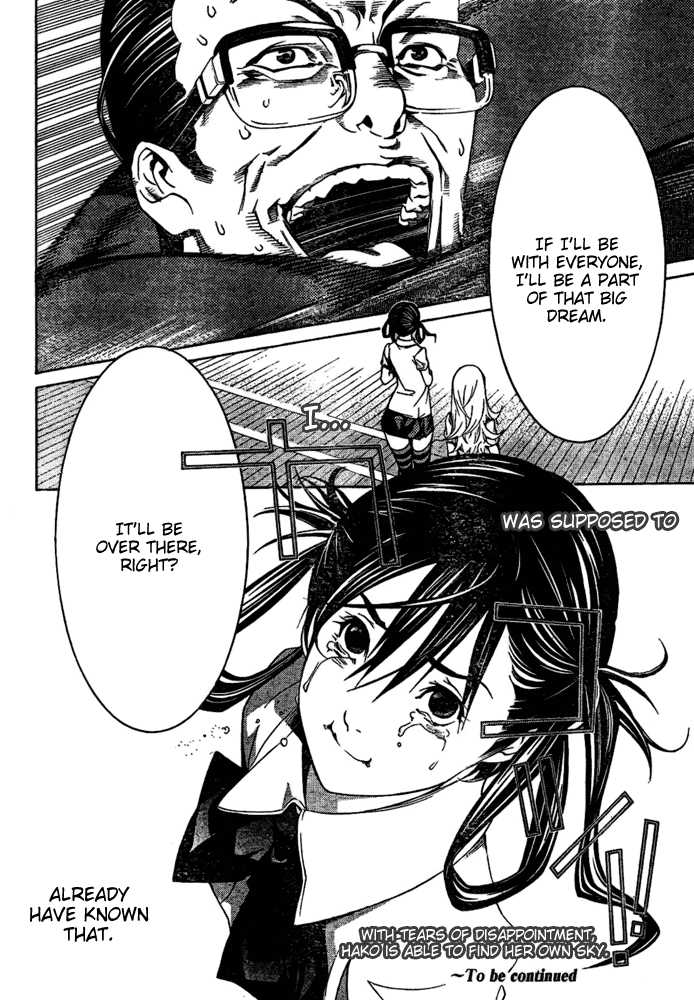 IF I'LL BE
WITH EVERYONE,
I'LL BE A PART
OF THAT BIG
DREAM.
I...
IT'LL BE
OVER THERE,
RIGHT?
WAS SUPPOSED TO
ALREADY
HAVE KNOWN
THAT.
WITH TEARS OF DISAPPOINTMENT,
HAKO IS ABLE TO FIND HER OWN SKY.
~To be continued